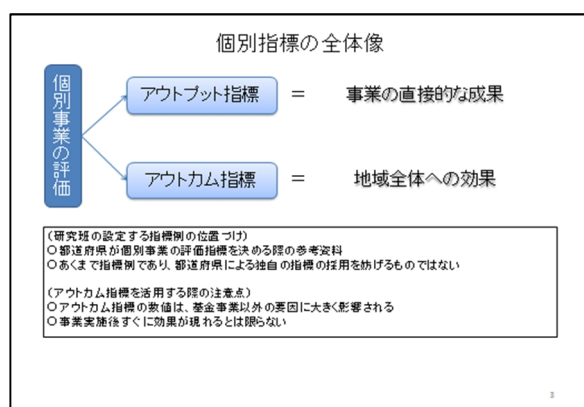 個別指標の全体像
個別事業の評価
アウトプット指標 = 事業の直接的な成果
アウトカム指標 = 地域全体への効果
(研究班の設定する指標例の位置づけ)
○都道府県が個別事業の評価指標を決める際の参考資料
○あくまで指標例であり、都道府県による独自の指標の採用を妨げるものではない
(アウトカム指標を活用する際の注意点)
○アウトカム指標の数値は、基金事業以外の要因に大きく影響される
○事業実施後すぐに効果が現れるとは限らない
3